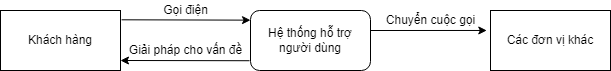 Gọi điện
Chuyển cuộc gọi
Khách hàng
Hệ thống hỗ trợ
người dùng
Các đơn vị khác
Giải pháp cho vấn đề